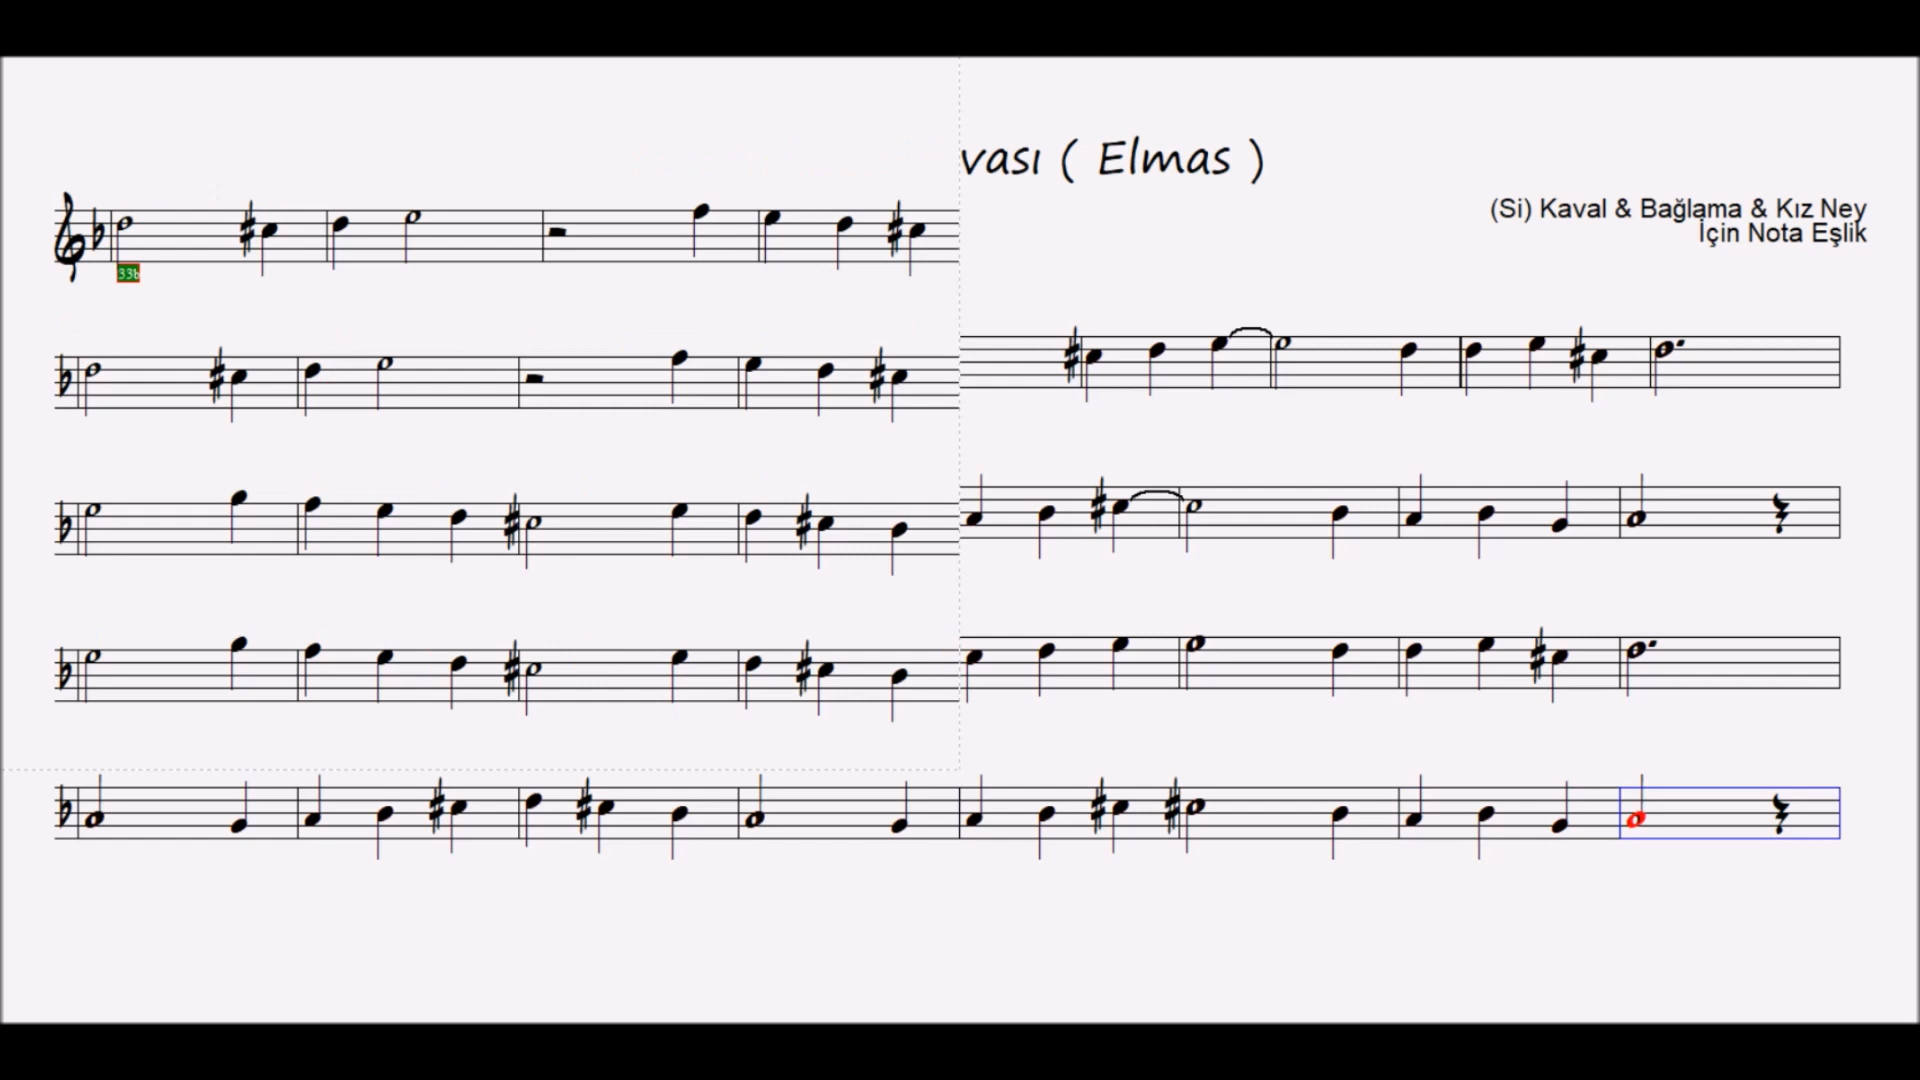 vası ( Elmas )
(Si) Kaval & Bağlama & Kız Ney
İçin Nota Eşlik
33b